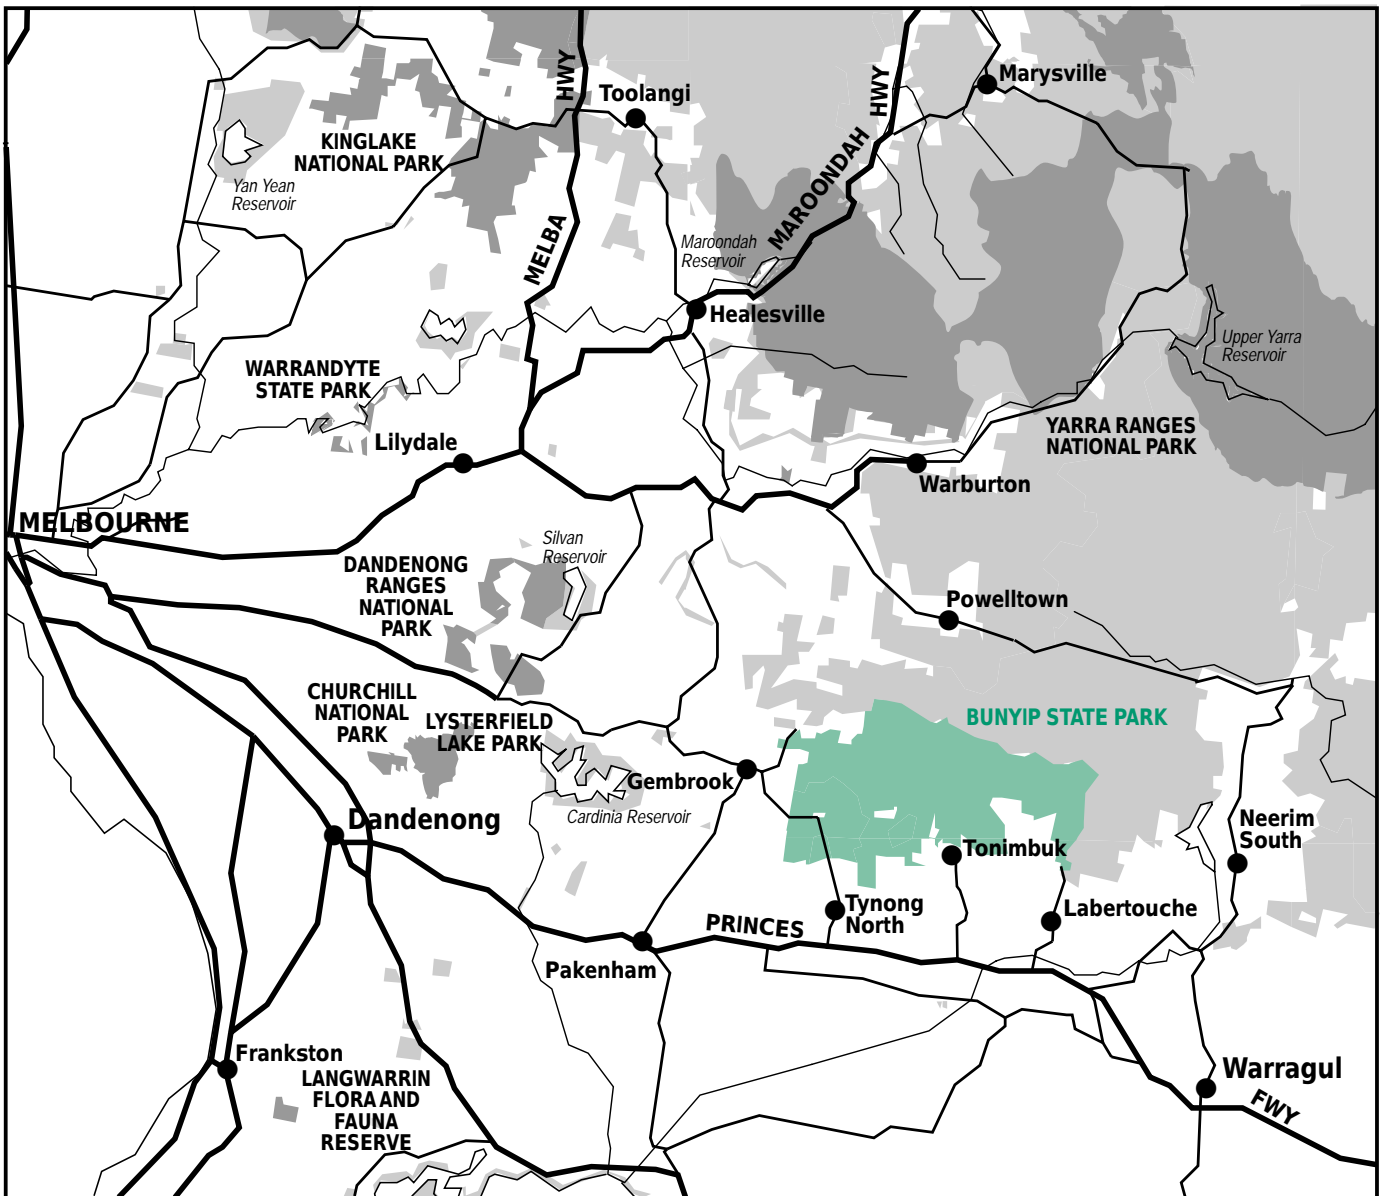 HWY
Toolangi
HWY
Marysville
KINGLAKE
NATIONAL PARK
MAROONDAH
Yan Yean
Reservoir
MELBA
Maroondah
Reservoir
Healesville
Upper Yarra
Reservoir
WARRANDYTE
STATE PARK
YARRA RANGES
NATIONAL PARK
Lilydale
Warburton
MELBOURNE
Silvan
Reservoir
DANDENONG
RANGES
NATIONAL
PARK
Powelltown
CHURCHILL
NATIONAL
PARK
LYSTERFIELD
LAKE PARK
BUNYIP STATE PARK
Gembrook
Cardinia Reservoir
Dandenong
Neerim
South
Tonimbuk
Tynong
North
Labertouche
PRINCES
Pakenham
Frankston
LANGWARRIN
FLORA AND
FAUNA
RESERVE
Warragul
FWY